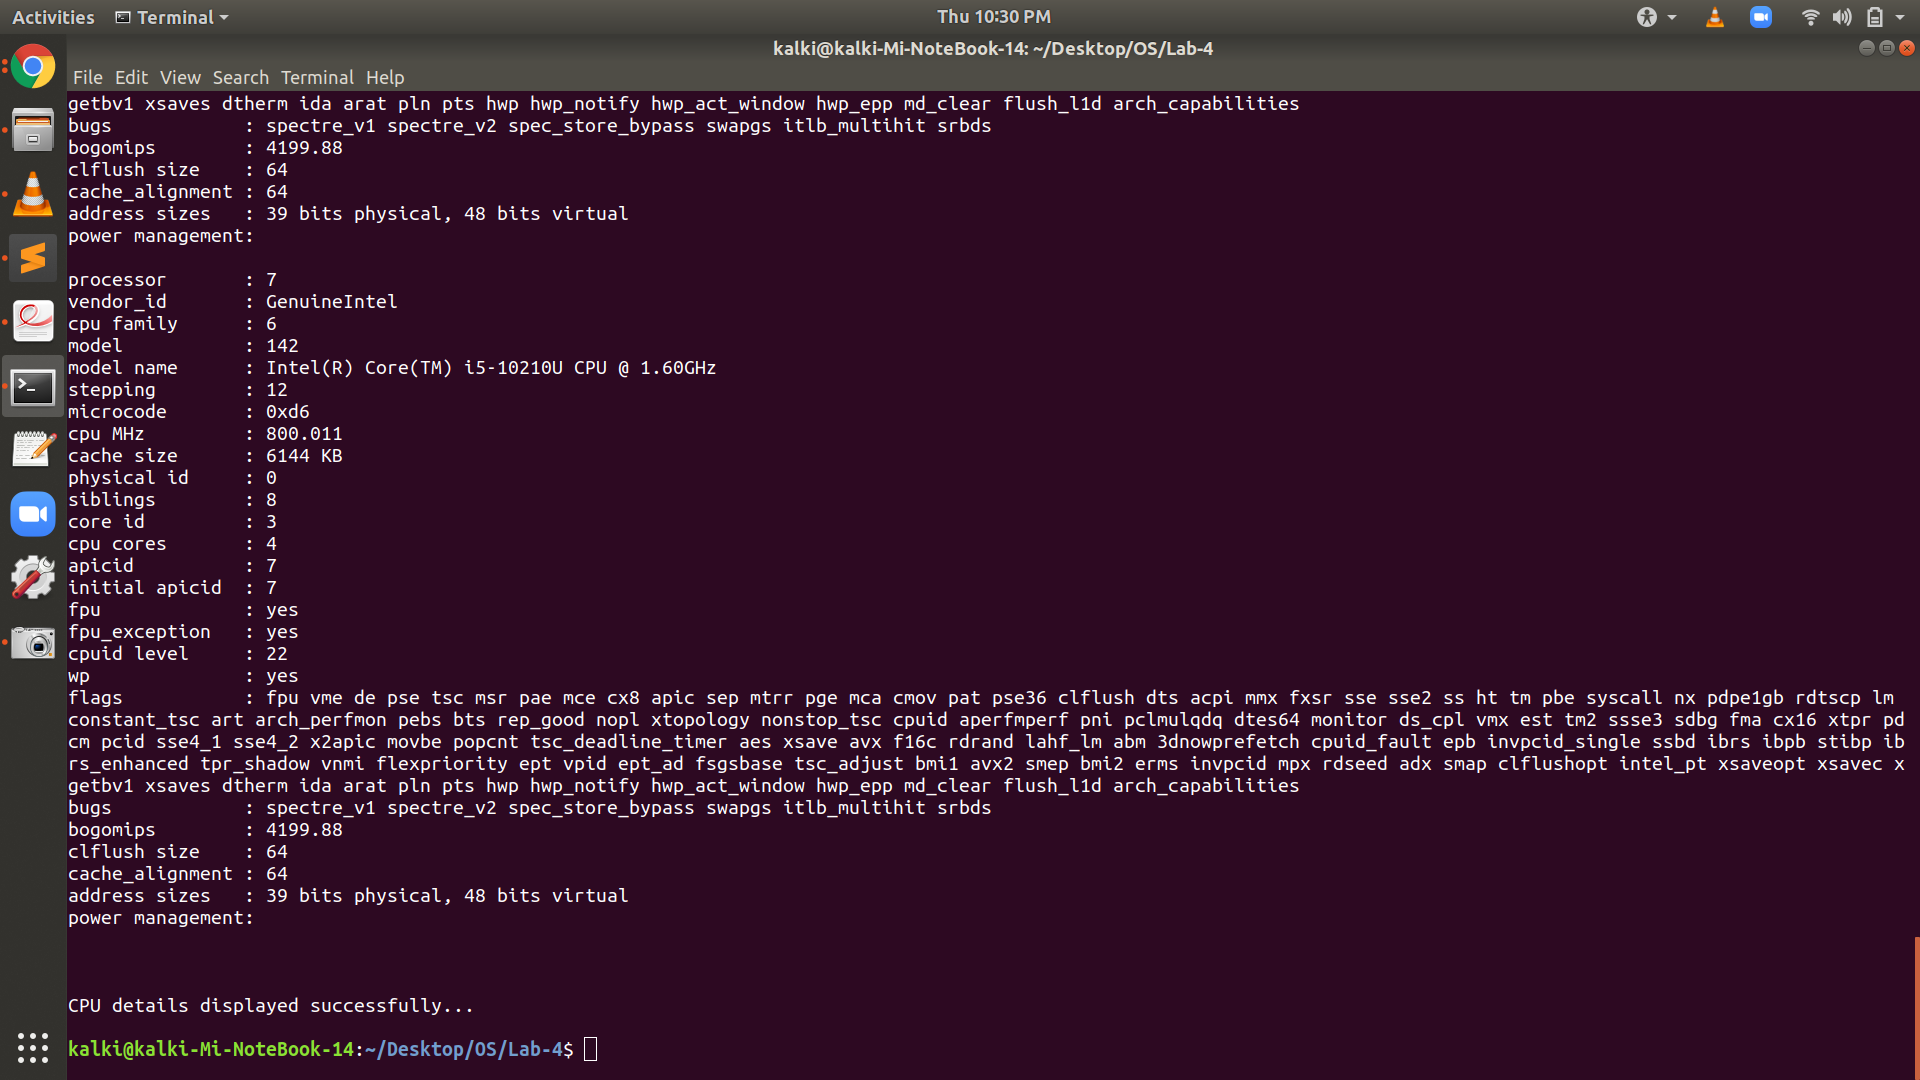 Activities Terminal Thu 10:30 PM
kalki@kalki-Mi-NoteBook-14: ~/Desktop/OS/Lab-4
File Edit View Search Terminal Help
getbv1 xsaves dtherm ida arat pln pts hwp hwp_notify hwp_act_window hwp_epp md_clear flush_l1d arch_capabilities
bugs : spectre_v1 spectre_v2 spec_store_bypass swapgs itlb_multihit srbds
bogomips : 4199.88
clflush size : 64
cache_alignment : 64
address sizes : 39 bits physical, 48 bits virtual
power management:
processor : 7
vendor_id : GenuineIntel
cpu family : 6
model : 142
model name : Intel(R) Core(TM) i5-10210U CPU @ 1.60GHz
stepping : 12
microcode : 0xd6
cpu MHz : 800.011
cache size : 6144 KB
physical id : 0
siblings : 8
core id : 3
cpu cores : 4
apicid : 7
initial apicid : 7
fpu : yes
fpu_exception : yes
cpuid level : 22
wp : yes
flags : fpu vme de pse tsc msr pae mce cx8 apic sep mtrr pge mca cmov pat pse36 clflush dts acpi mmx fxsr sse sse2 ss ht tm pbe syscall nx pdpe1gb rdtscp lm
constant_tsc art arch_perfmon pebs bts rep_good nopl xtopology nonstop_tsc cpuid aperfmperf pni pclmulqdq dtes64 monitor ds_cpl vmx est tm2 ssse3 sdbg fma cx16 xtpr pd
cm pcid sse4_1 sse4_2 x2apic movbe popcnt tsc_deadline_timer aes xsave avx f16c rdrand lahf_lm abm 3dnowprefetch cpuid_fault epb invpcid_single ssbd ibrs ibpb stibp ib
rs_enhanced tpr_shadow vnmi flexpriority ept vpid ept_ad fsgsbase tsc_adjust bmi1 avx2 smep bmi2 erms invpcid mpx rdseed adx smap clflushopt intel_pt xsaveopt xsavec x
getbv1 xsaves dtherm ida arat pln pts hwp hwp_notify hwp_act_window hwp_epp md_clear flush_l1d arch_capabilities
bugs : spectre_v1 spectre_v2 spec_store_bypass swapgs itlb_multihit srbds
bogomips : 4199.88
clflush size : 64
cache_alignment : 64
address sizes : 39 bits physical, 48 bits virtual
power management:
CPU details displayed successfully...
kalki@kalki-Mi-NoteBook-14:~/Desktop/OS/Lab-4$